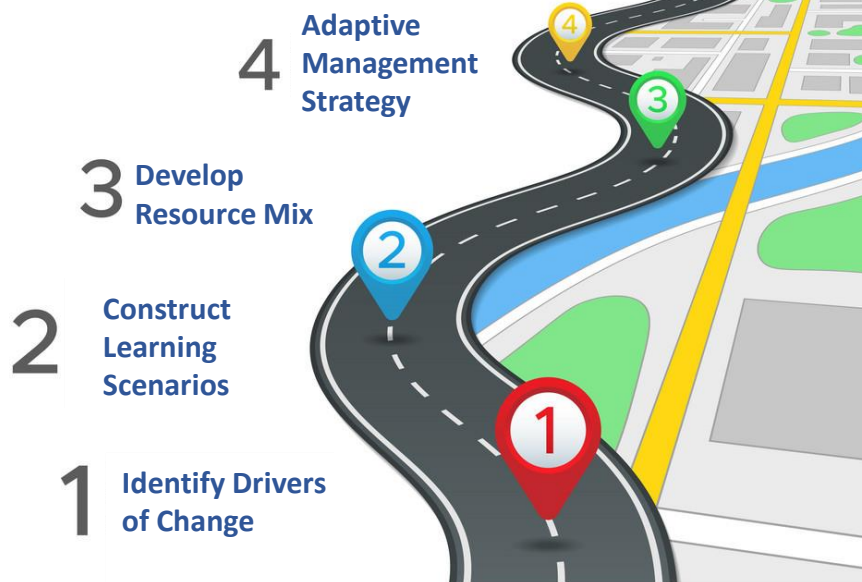 4
Adaptive
Management
Strategy
4
3
3
Develop
Resource Mix
2
2
Construct
Learning
Scenarios
1
1
Identify Drivers
of Change